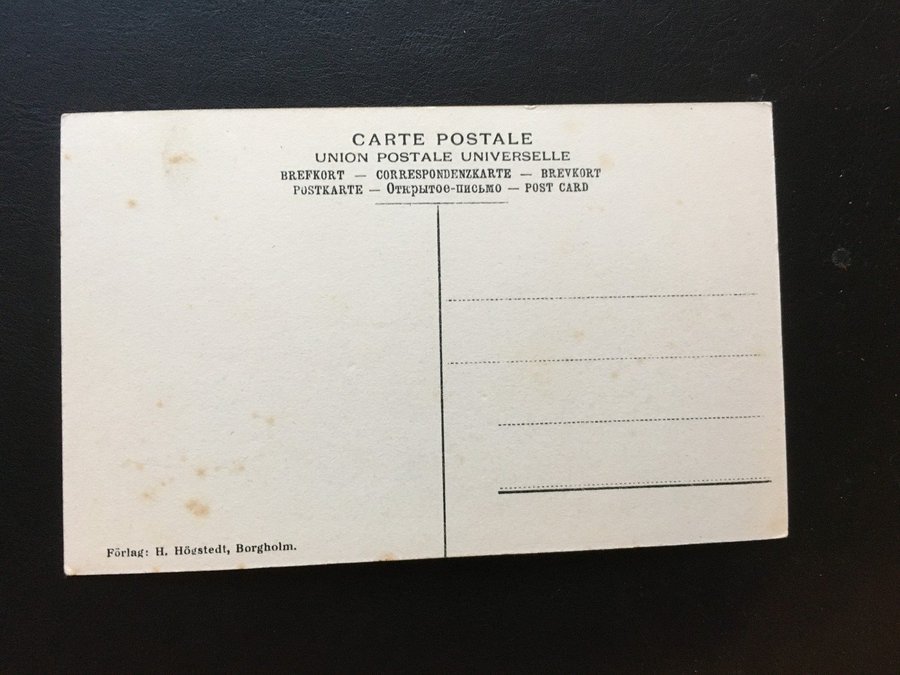 CARTE POSTALE
UNION POSTALE UNIVERSELLE
BREFKORT — CORRESPONDENZKARTE — BREVKORT
POSTKARTE — Открытое-письмо — POST CARD
Förlag: H. Högstedt, Borgholm.